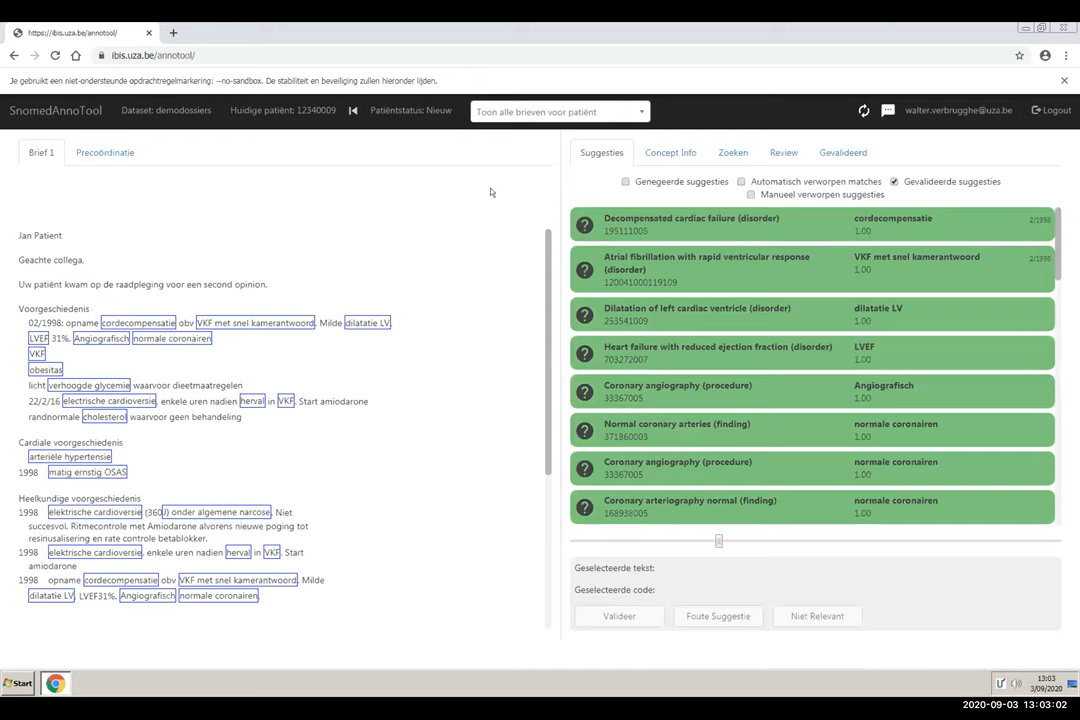 https://ibis.uza.be/annotool/
ibis.uza.be/annotool/
Je gebruikt een niet-ondersteunde opdrachtregelmarkering: --no-sandbox. De stabiliteit en beveiliging zullen hieronder lijden.
SnomedAnnoTool Dataset: demodossiers Huidige patiënt: 12340009 Patiëntstatus: Nieuw Toon alle brieven voor patiënt walter.verbrugghe@uza.be Logout
Brief 1 Precoördinatie
Jan Patient
Geachte collega,
Uw patiënt kwam op de raadpleging voor een second opinion.
Voorgeschiedenis
02/1998: opname cordecompensatie obv VKF met snel kamerantwoord. Milde dilatatie LV,
LVEF 31%. Angiografisch normale coronairen
VKF
obesitas
licht verhoogde glycemie waarvoor dieetmaatregelen
22/2/16 electrische cardioversie, enkele uren nadien herval in VKF. Start amiodarone
randnormale cholesterol waarvoor geen behandeling
Cardiale voorgeschiedenis
arteriële hypertensie
1998 matig ernstig OSAS
Heelkundige voorgeschiedenis
1998 elektrische cardioversie (360J) onder algemene narcose, Niet
succesvol. Ritmecontrole met Amiodarone alvorens nieuwe poging tot
resinusalisering en rate controle betablokker.
1998 elektrische cardioversie, enkele uren nadien herval in VKF. Start
amiodarone
1998 opname cordecompensatie obv VKF met snel kamerantwoord. Milde
dilatatie LV, LVEF31%. Angiografisch normale coronairen.
Suggesties Concept Info Zoeken Review Gevalideerd
Genegeerde suggesties Automatisch verworpen matches Gevalideerde suggesties
Manueel verworpen suggesties
Decompensated cardiac failure (disorder) cordecompensatie 2/1998
195111005 1.00
Atrial fibrillation with rapid ventricular response VKF met snel kamerantwoord 2/1998
(disorder) 1.00
120041000119109
Dilatation of left cardiac ventricle (disorder) dilatatie LV
253541009 1.00
Heart failure with reduced ejection fraction (disorder) LVEF
703272007 1.00
Coronary angiography (procedure) Angiografisch
33367005 1.00
Normal coronary arteries (finding) normale coronairen
371860003 1.00
Coronary angiography (procedure) normale coronairen
33367005 1.00
Coronary arteriography normal (finding) normale coronairen
168938005 1.00
Geselecteerde tekst:
Geselecteerde code:
Valideer Foute Suggestie Niet Relevant
Start
13:03
3/09/2020
2020-09-03 13:03:02